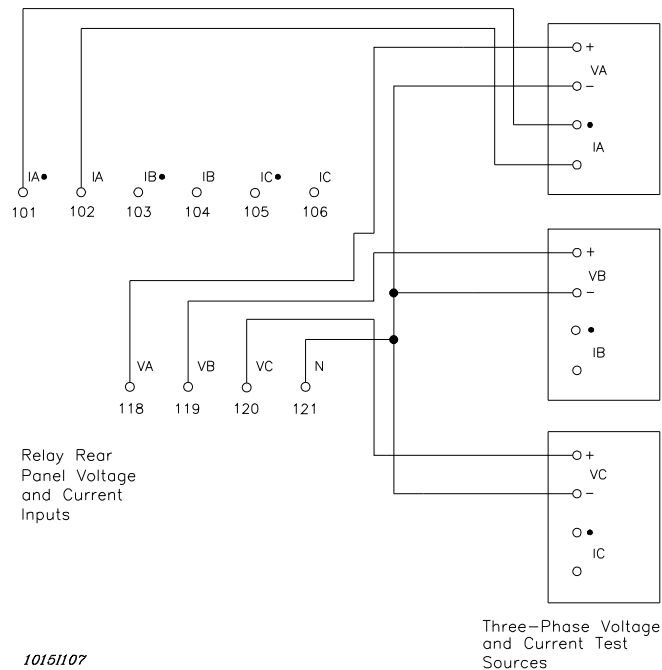 +
VA
−
•
IA
IA• IA IB• IB IC• IC
101 102 103 104 105 106
+
VB
−
•
IB
VA VB VC N
118 119 120 121
+
VC
−
•
IC
Relay Rear
Panel Voltage
and Current
Inputs
Three-Phase Voltage
and Current Test
Sources
1015I107